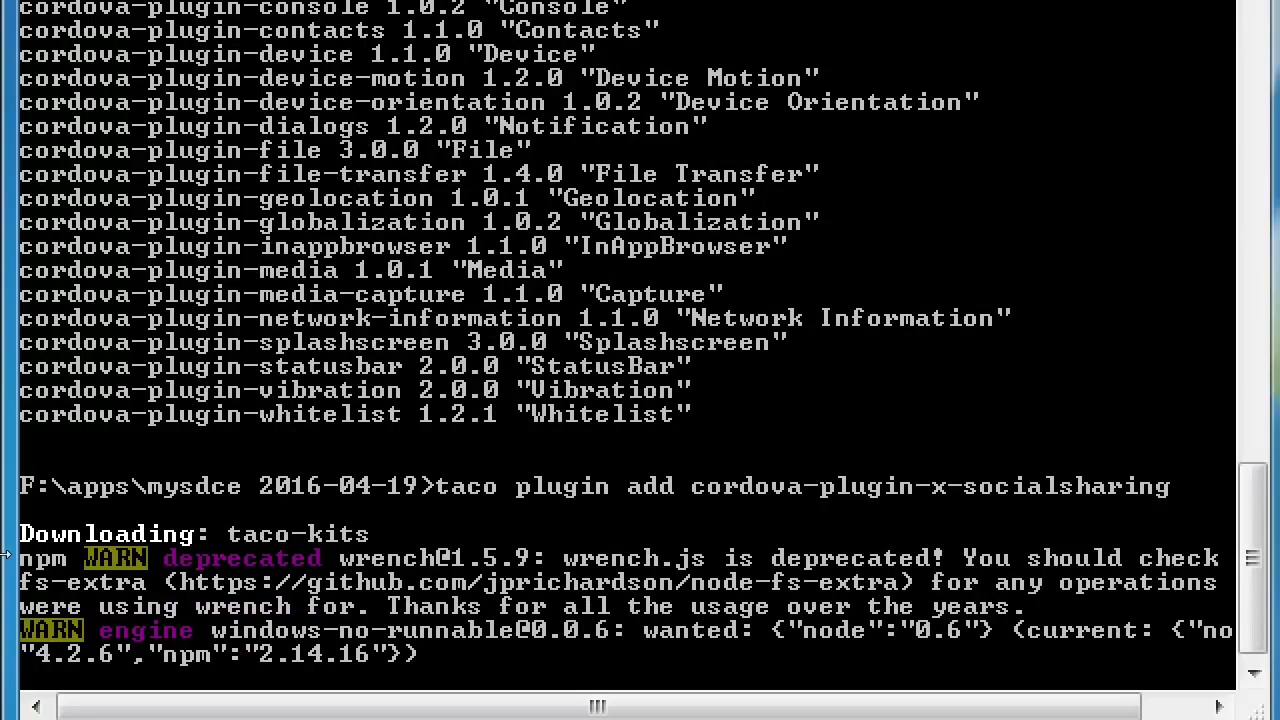 cordova-plugin-console 1.0.2 "Console"
cordova-plugin-contacts 1.1.0 "Contacts"
cordova-plugin-device 1.1.0 "Device"
cordova-plugin-device-motion 1.2.0 "Device Motion"
cordova-plugin-device-orientation 1.0.2 "Device Orientation"
cordova-plugin-dialogs 1.2.0 "Notification"
cordova-plugin-file 3.0.0 "File"
cordova-plugin-file-transfer 1.4.0 "File Transfer"
cordova-plugin-geolocation 1.0.1 "Geolocation"
cordova-plugin-globalization 1.0.2 "Globalization"
cordova-plugin-inappbrowser 1.1.0 "InAppBrowser"
cordova-plugin-media 1.0.1 "Media"
cordova-plugin-media-capture 1.1.0 "Capture"
cordova-plugin-network-information 1.1.0 "Network Information"
cordova-plugin-splashscreen 3.0.0 "Splashscreen"
cordova-plugin-statusbar 2.0.0 "StatusBar"
cordova-plugin-vibration 2.0.0 "Vibration"
cordova-plugin-whitelist 1.2.1 "Whitelist"
F:\apps\mysdce 2016-04-19>taco plugin add cordova-plugin-x-socialsharing
Downloading: taco-kits
npm WARN deprecated wrench@1.5.9: wrench.js is deprecated! You should check
fs-extra (https://github.com/jprichardson/node-fs-extra) for any operations
were using wrench for. Thanks for all the usage over the years.
WARN engine windows-no-runnable@0.0.6: wanted: {"node":"0.6"} (current: {"no
"4.2.6","npm":"2.14.16"})